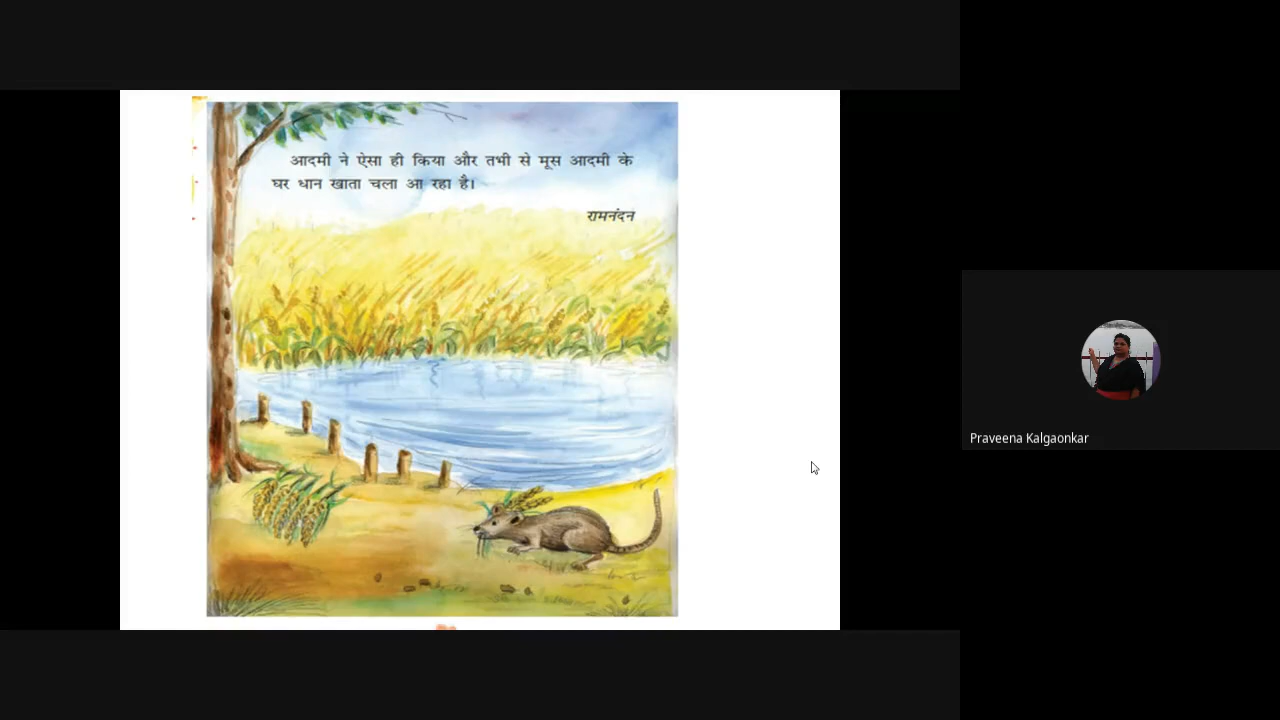 आदमी ने ऐसा ही किया और तभी से मूस आदमी के
घर धान खाता चला आ रहा है।
रामनंदन
Praveena Kalgaonkar